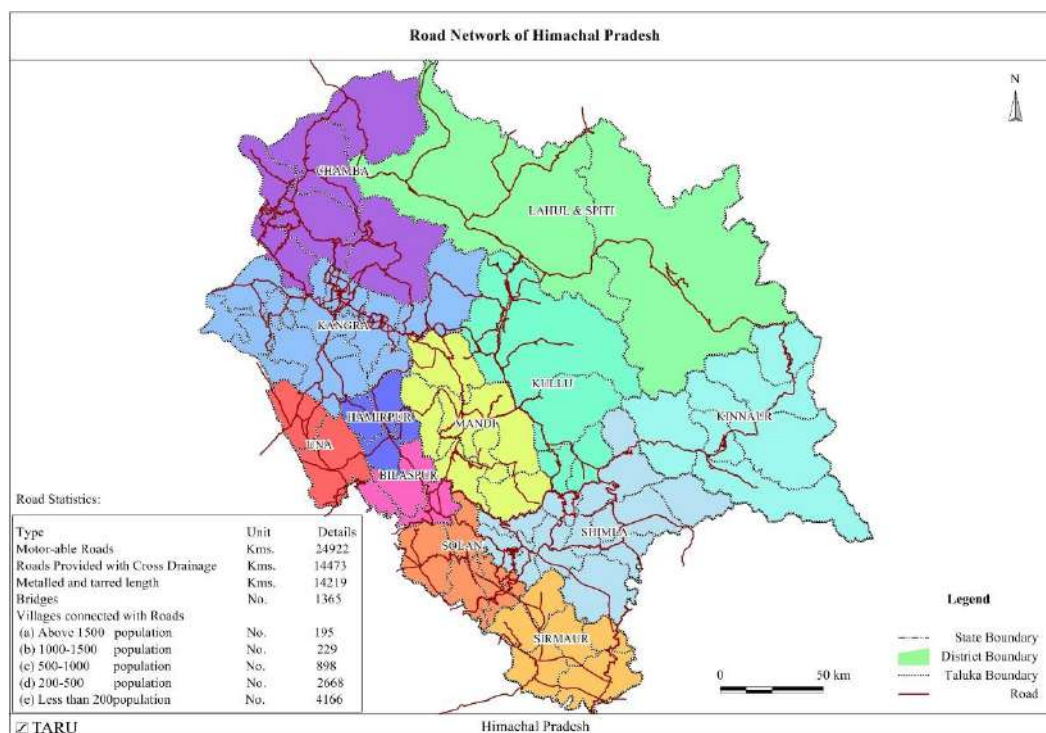 Road Network of Himachal Pradesh
N
CHAMBA
LAHUL & SPITI
KANGRA
KULLU
HAMIRPUR
MANDI
KINNAUR
UNA
BILASPUR
SOLAN
SHIMLA
SIRMAUR
Road Statistics:
Type Unit Details
Motor-able Roads Kms. 24922
Roads Provided with Cross Drainage Kms. 14473
Metalled and tarred length Kms. 14219
Bridges No. 1365
Villages connected with Roads
(a) Above 1500 population No. 195
(b) 1000-1500 population No. 229
(c) 500-1000 population No. 898
(d) 200-500 population No. 2668
(e) Less than 200population No. 4166
Legend
State Boundary
District Boundary
Taluka Boundary
Road
0 50 km
TARU
Himachal Pradesh